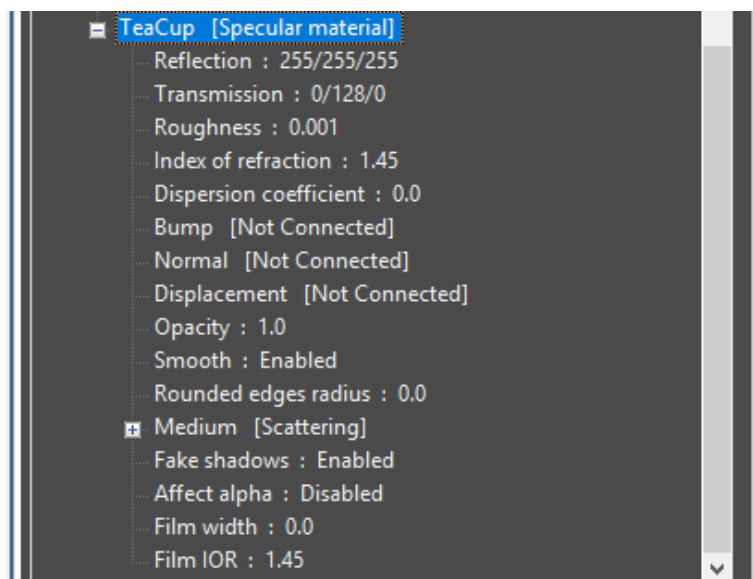 TeaCup [Specular material]
Reflection : 255/255/255
Transmission : 0/128/0
Roughness : 0.001
Index of refraction : 1.45
Dispersion coefficient : 0.0
Bump [Not Connected]
Normal [Not Connected]
Displacement [Not Connected]
Opacity : 1.0
Smooth : Enabled
Rounded edges radius : 0.0
Medium [Scattering]
Fake shadows : Enabled
Affect alpha : Disabled
Film width : 0.0
Film IOR : 1.45